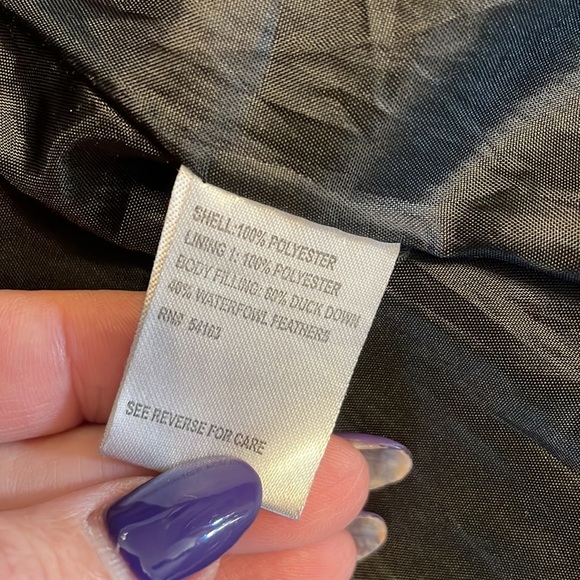 SHELL:100% POLYESTER
LINING 1: 100% POLYESTER
BODY FILLING: 60% DUCK DOWN
40% WATERFOWL FEATHERS
RN# 54163
SEE REVERSE FOR CARE